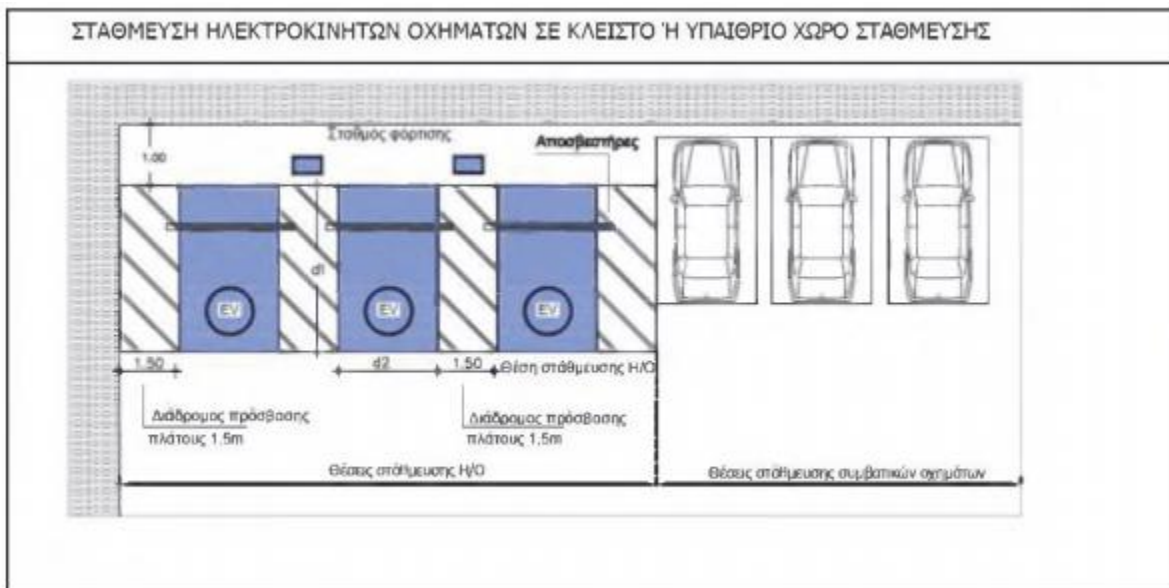 ΣΤΑΘΜΕΥΣΗ ΗΛΕΚΤΡΟΚΙΝΗΤΩΝ ΟΧΗΜΑΤΩΝ ΣΕ ΚΛΕΙΣΤΟ Ή ΥΠΑΙΘΡΙΟ ΧΩΡΟ ΣΤΑΘΜΕΥΣΗΣ
Σταθμός φόρτισης
Αποσβεστήρες
1.00
d1
EV
EV
EV
1.50
d2
1.50
Θέση στάθμευσης Η/Ο
Διάδρομος πρόσβασης
πλάτους 1.5m
Διάδρομος πρόσβασης
πλάτους 1.5m
Θέσεις στάθμευσης Η/Ο
Θέσεις στάθμευσης συμβατικών οχημάτων